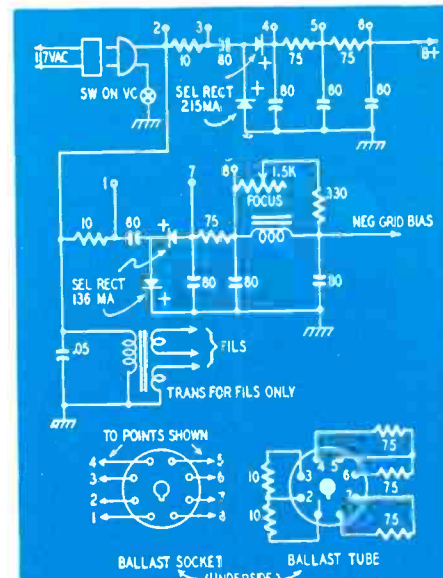 2 3 4 5 6
117VAC
10 80 75 75 B+
SW ON VC
SEL RECT
215MA
80 80 80
1 7 8 1.5K
FOCUS
330
10 80 75
NEG GRID BIAS
SEL RECT
136 MA
80 80 80
.05
FILS
TRANS FOR FILS ONLY
TO POINTS SHOWN
4 5
3 6
2 7
1 8
10
10
3 4 5 6
2 7
75
75
75
BALLAST SOCKET BALLAST TUBE
(UNDERSIDE)